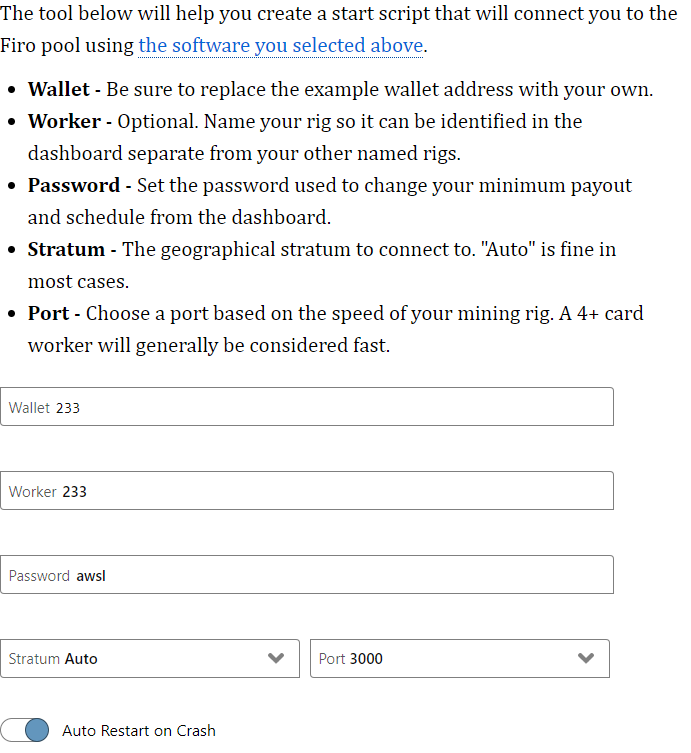 The tool below will help you create a start script that will connect you to the
Firo pool using the software you selected above.
• Wallet - Be sure to replace the example wallet address with your own.
• Worker - Optional. Name your rig so it can be identified in the
dashboard separate from your other named rigs.
• Password - Set the password used to change your minimum payout
and schedule from the dashboard.
• Stratum - The geographical stratum to connect to. "Auto" is fine in
most cases.
• Port - Choose a port based on the speed of your mining rig. A 4+ card
worker will generally be considered fast.
Wallet 233
Worker 233
Password awsl
Stratum Auto Port 3000
Auto Restart on Crash